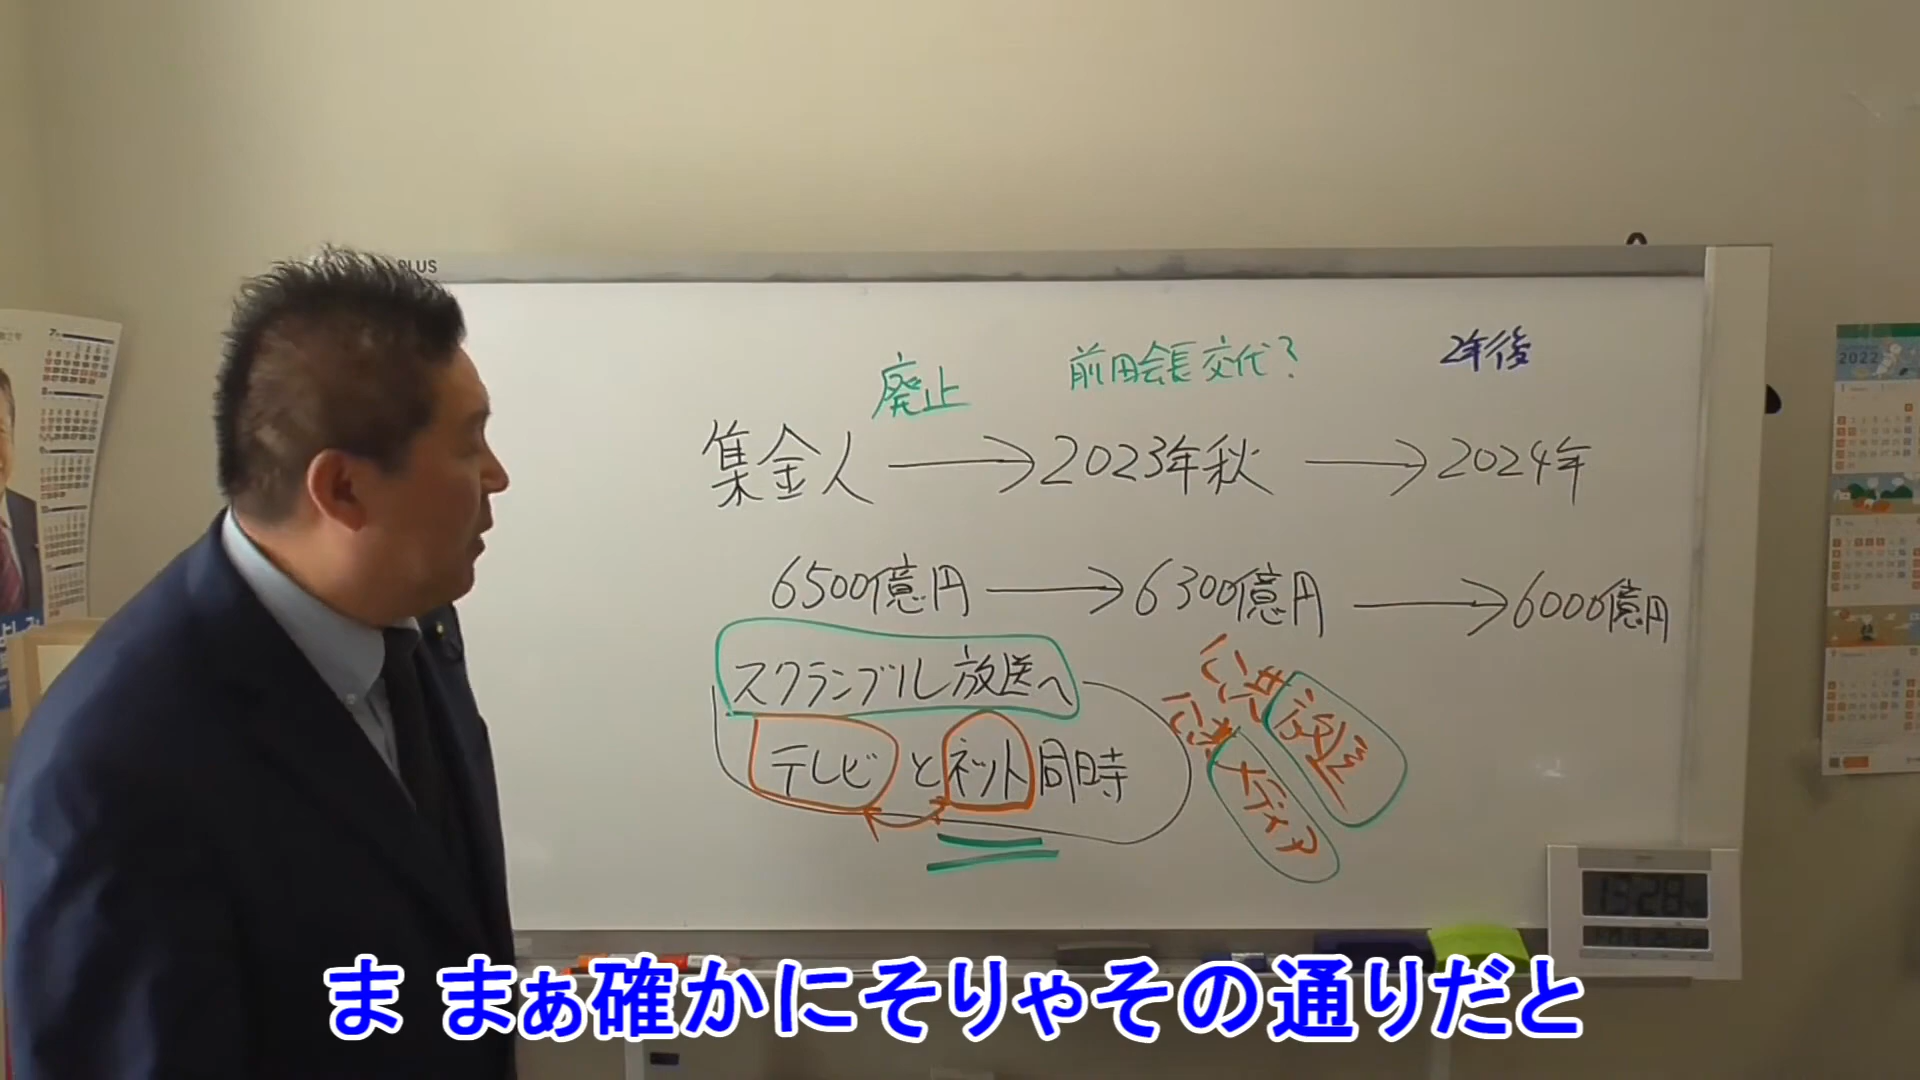 PLUS
廃止 前田会長交代? 2年後
集金人 → 2023年秋 → 2024年
6500億円 → 6300億円 → 6000億円
スクランブル放送へ
テレビとネット同時
公共放送
公共メディア
2022
ま まぁ確かにそりゃその通りだと